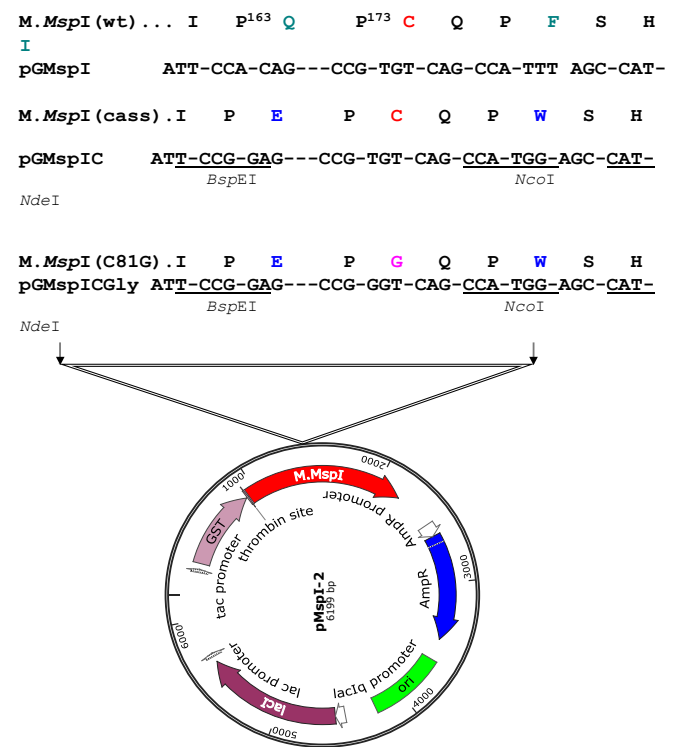 M.MspI(wt)... I P163 Q P173 C Q P F S H
I
pGMspI ATT-CCA-CAG---CCG-TGT-CAG-CCA-TTT AGC-CAT-
M.MspI(cass).I P E P C Q P W S H
pGMspIC ATT-CCG-GAG---CCG-TGT-CAG-CCA-TGG-AGC-CAT-
BspEI NcoI
NdeI
M.MspI(C81G).I P E P G Q P W S H
pGMspICGly ATT-CCG-GAG---CCG-GGT-CAG-CCA-TGG-AGC-CAT-
BspEI NcoI
NdeI
1000
2000
M.MspI
AmpR promoter
thrombin site
GST
tac promoter
3000
AmpR
pMspI-2
6199 bp
6000
lac promoter
lacIq promoter
ori
4000
lacI
5000